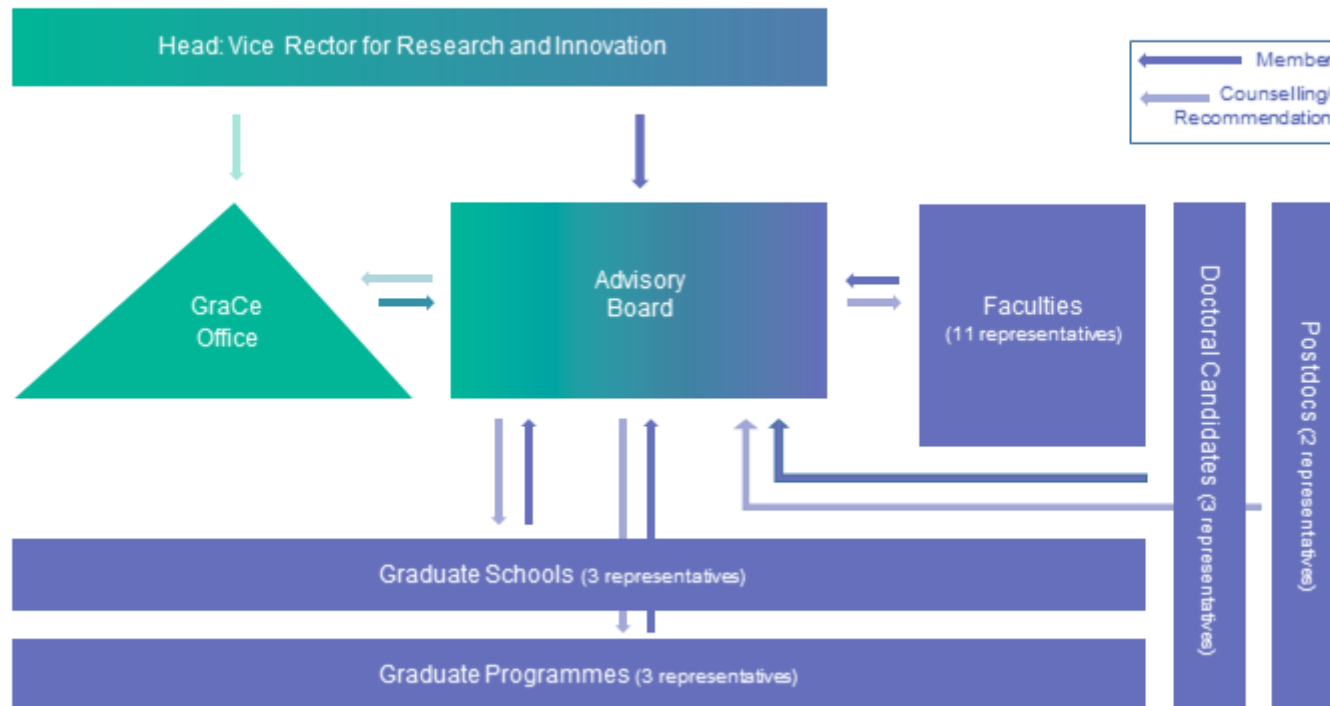 Head: Vice Rector for Research and Innovation
Member
Counselling/
Recommendation
GraCe
Office
Advisory
Board
Faculties
(11 representatives)
Doctoral Candidates (3 representatives)
Postdocs (2 representatives)
Graduate Schools (3 representatives)
Graduate Programmes (3 representatives)